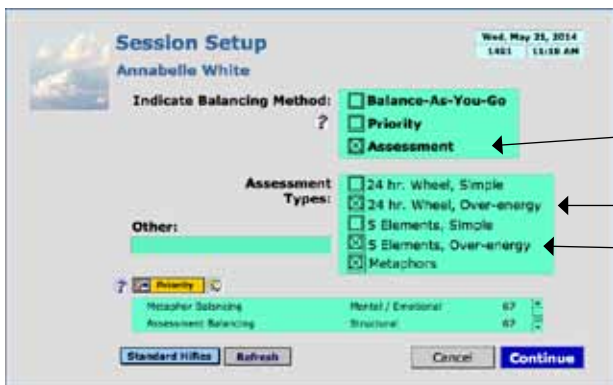 Session Setup
Wed, May 21, 2014
1401 11:18 AM
Annabelle White
Indicate Balancing Method:
?
Balance-As-You-Go
Priority
Assessment
Assessment Types:
24 hr. Wheel, Simple
24 hr. Wheel, Over-energy
5 Elements, Simple
5 Elements, Over-energy
Metaphors
Other:
? Priority
Metaphor Balancing Mental / Emotional 67
Assessment Balancing Structural 67
Standard HiRes Refresh Cancel Continue